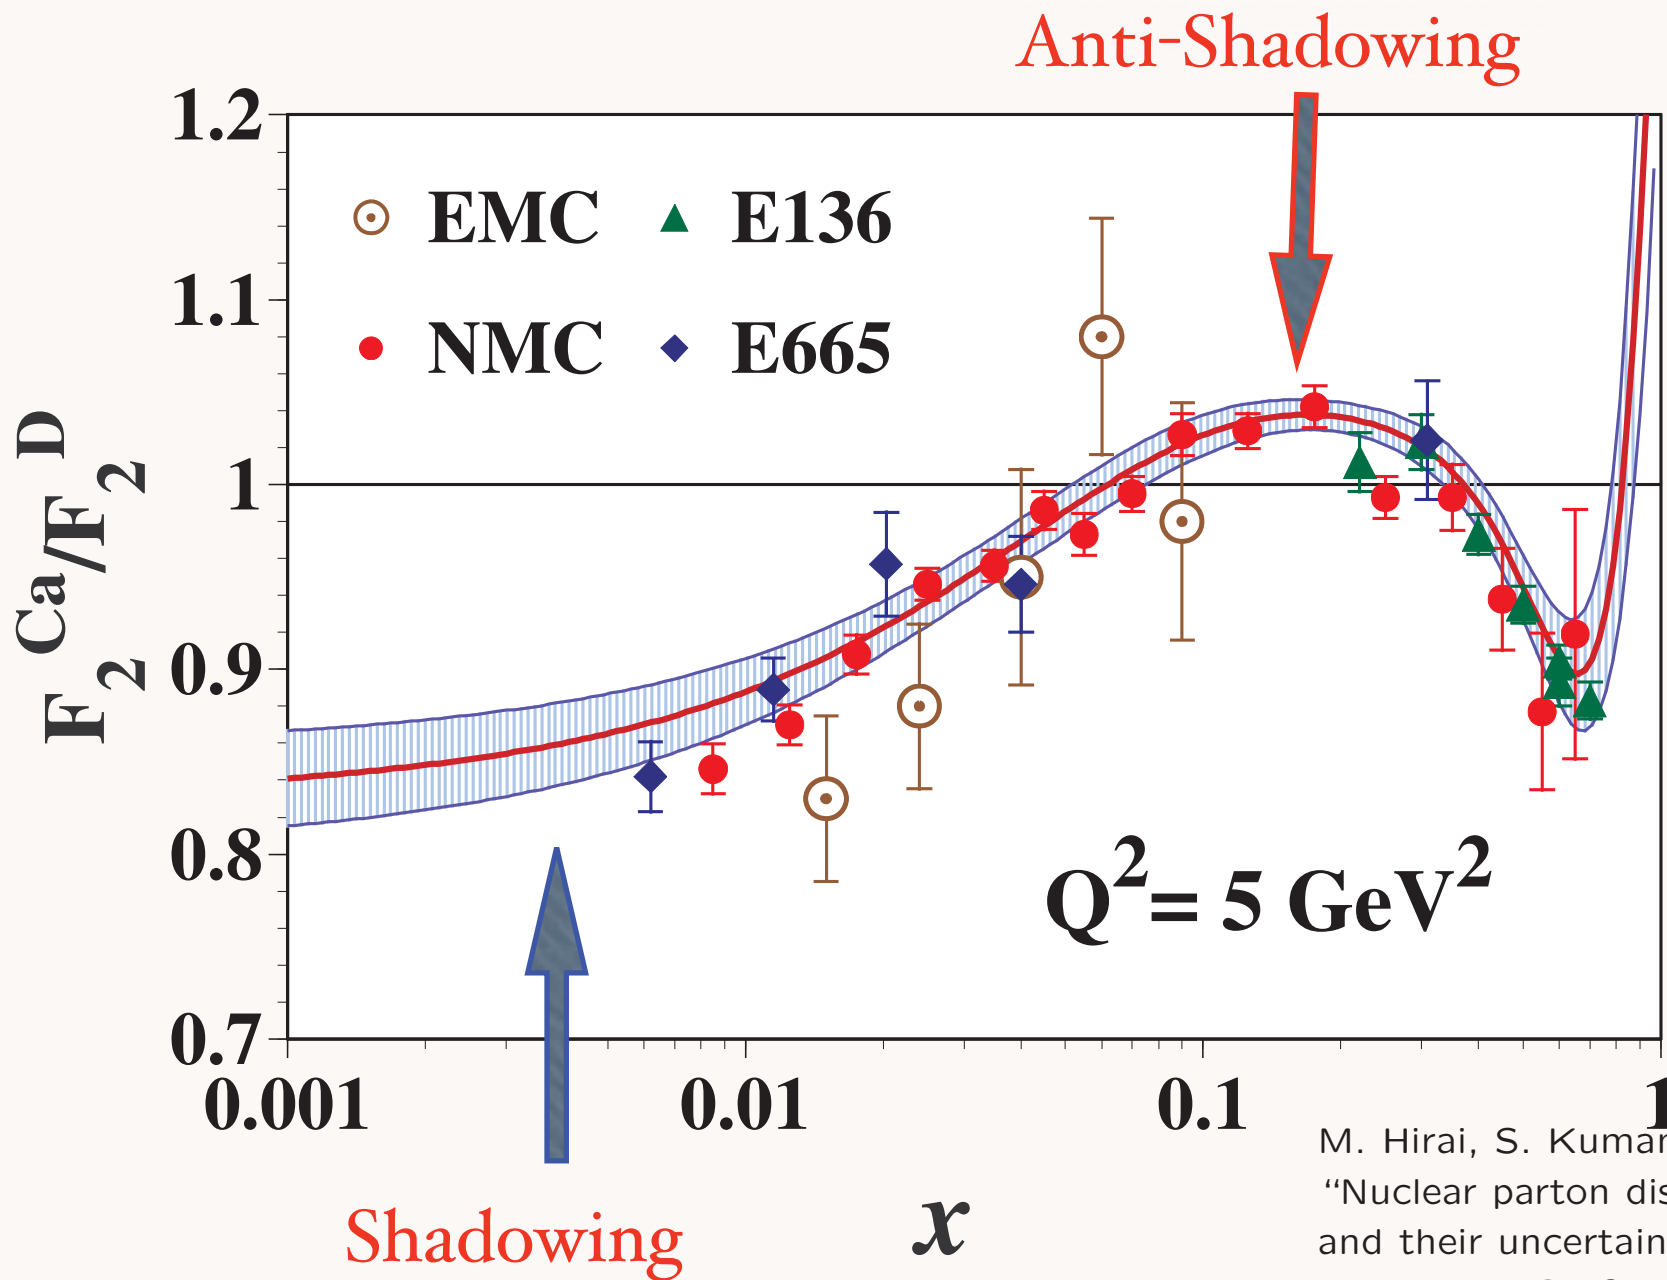 Anti-Shadowing
1.2
1.1
1
0.9
0.8
0.7
EMC
E136
NMC
E665
F2Ca/F2D
Q2= 5 GeV2
0.001
0.01
0.1
1
x
Shadowing
M. Hirai, S. Kumar
“Nuclear parton dis
and their uncertain